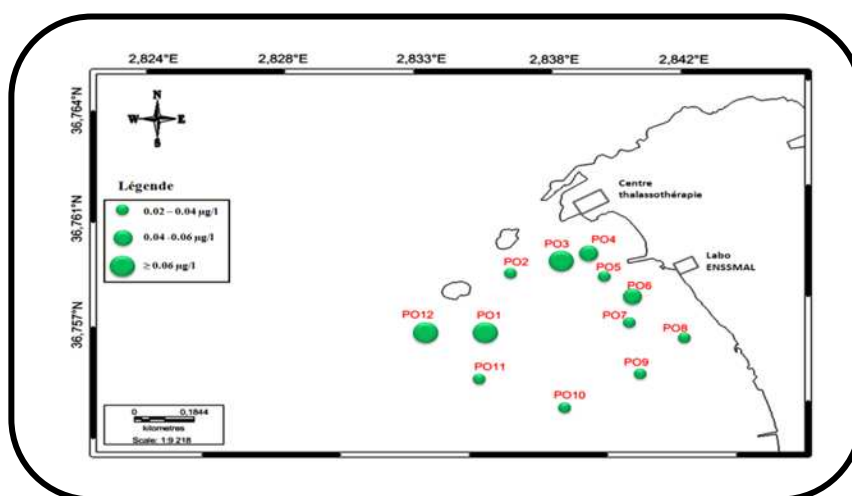 2,824°E 2,828°E 2,833°E 2,838°E 2,842°E
36,764°N
36,761°N
36,757°N
N
W E
S
Légende
0.02 – 0.04 µg/l
0.04 -0.06 µg/l
≥ 0.06 µg/l
Centre
thalassothérapie
Labo
ENSSMAL
PO3
PO4
PO2
PO5
PO6
PO12
PO1
PO7
PO8
PO11
PO9
PO10
0 0,1844
kilometres
Scale: 1:9 218